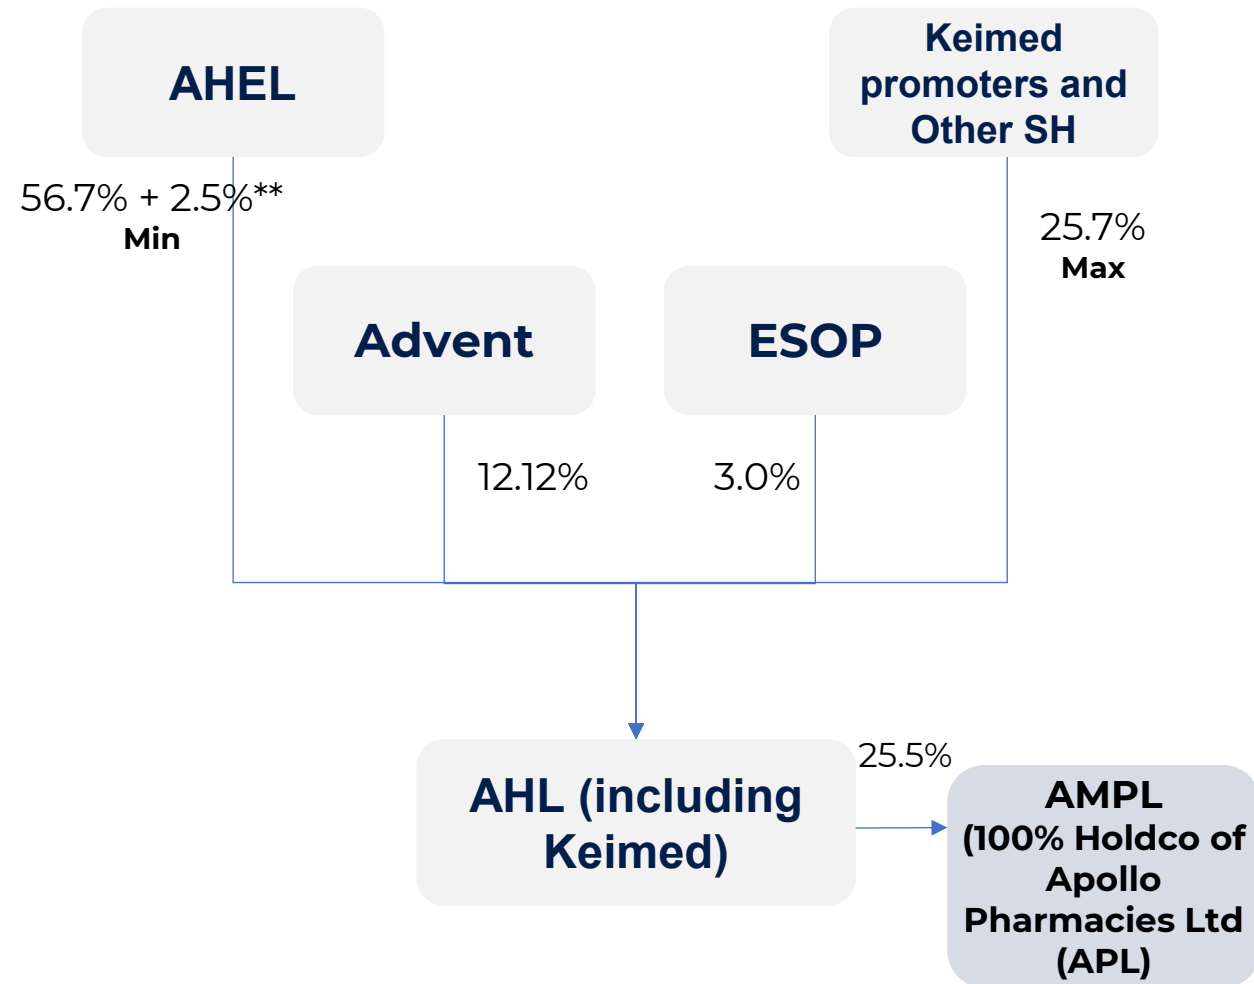 AHEL
Keimed
promoters and
Other SH
56.7% + 2.5%**
Min
25.7%
Max
Advent
ESOP
12.12%
3.0%
AHL (including
Keimed)
25.5%
AMPL
(100% Holdco of
Apollo
Pharmacies Ltd
(APL)